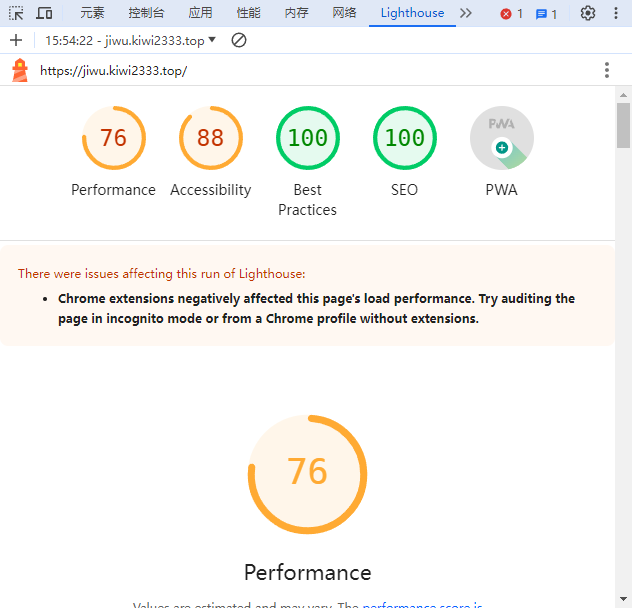 元素 控制台 应用 性能 内存 网络 Lighthouse 1 1
15:54:22 - jiwu.kiwi2333.top
https://jiwu.kiwi2333.top/
76 88 100 100 PWA
Performance Accessibility Best Practices SEO PWA
There were issues affecting this run of Lighthouse:
Chrome extensions negatively affected this page's load performance. Try auditing the
page in incognito mode or from a Chrome profile without extensions.
76
Performance
Values are estimated and may vary. The performance score is